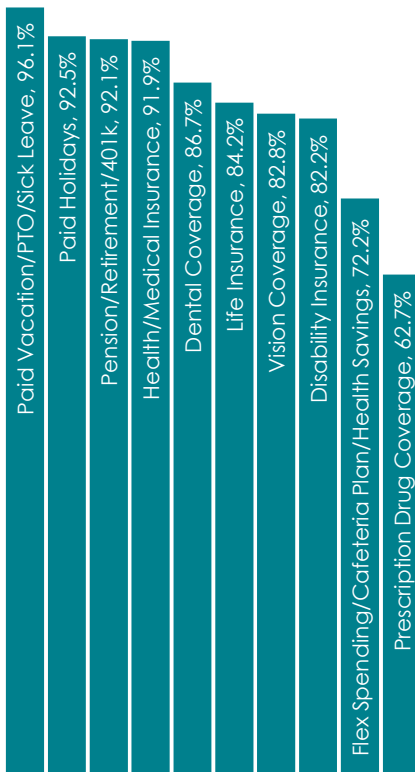 Paid Vacation/PTO/Sick Leave, 96.1%
Paid Holidays, 92.5%
Pension/Retirement/401k, 92.1%
Health/Medical Insurance, 91.9%
Dental Coverage, 86.7%
Life Insurance, 84.2%
Vision Coverage, 82.8%
Disability Insurance, 82.2%
Flex Spending/Cafeteria Plan/Health Savings, 72.2%
Prescription Drug Coverage, 62.7%